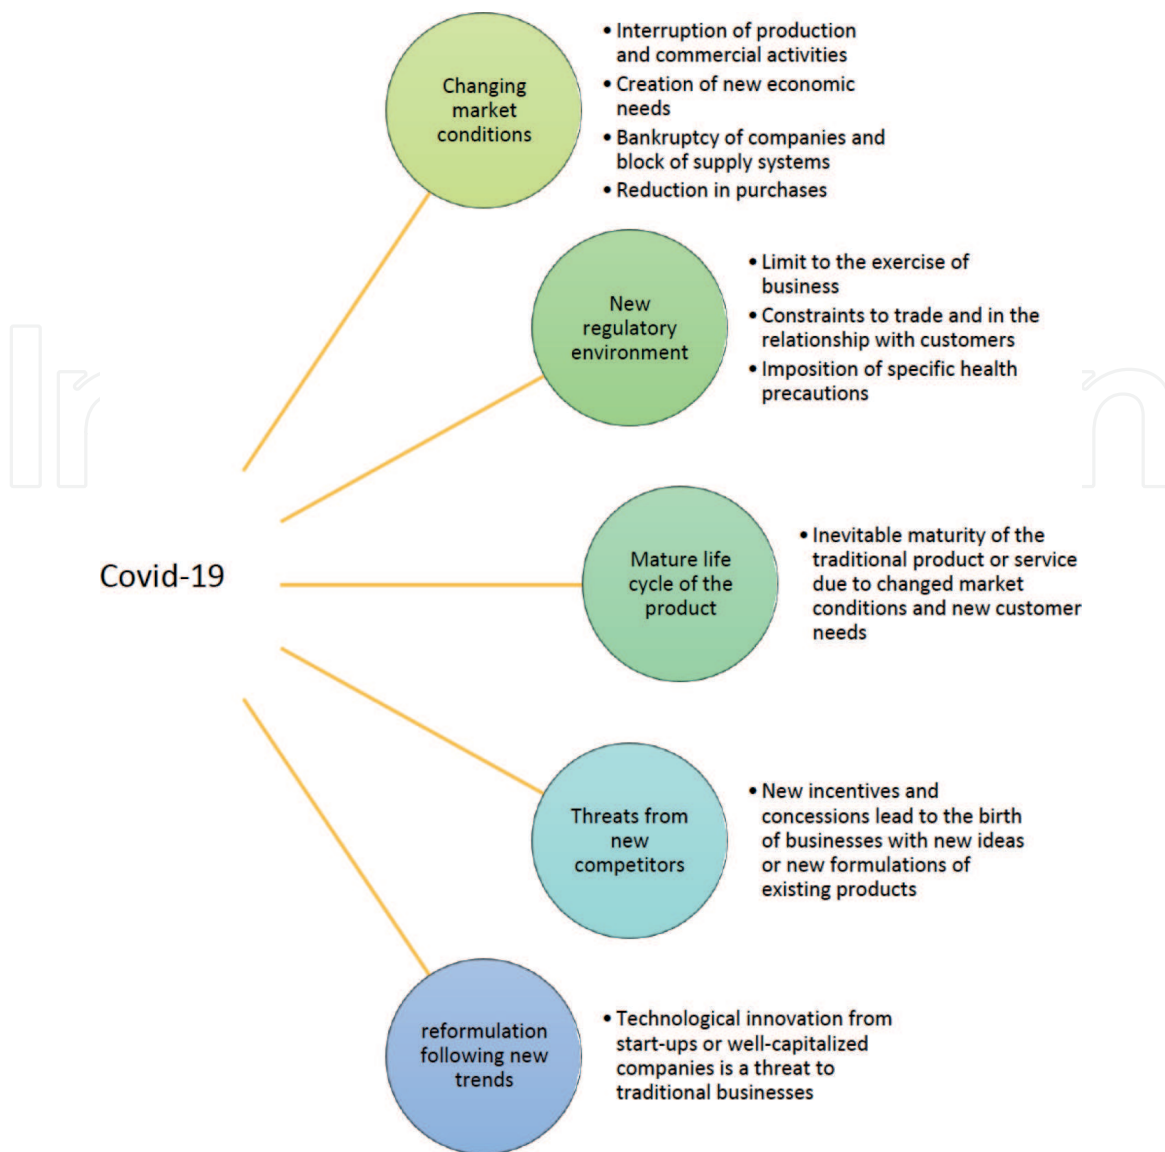 Changing
market
conditions
• Interruption of production
and commercial activities
• Creation of new economic
needs
• Bankruptcy of companies and
block of supply systems
• Reduction in purchases
New
regulatory
environment
• Limit to the exercise of
business
• Constraints to trade and in the
relationship with customers
• Imposition of specific health
precautions
Covid-19
Mature life
cycle of the
product
• Inevitable maturity of the
traditional product or service
due to changed market
conditions and new customer
needs
Threats from
new
competitors
• New incentives and
concessions lead to the birth
of businesses with new ideas
or new formulations of
existing products
reformulation
following new
trends
• Technological innovation from
start-ups or well-capitalized
companies is a threat to
traditional businesses